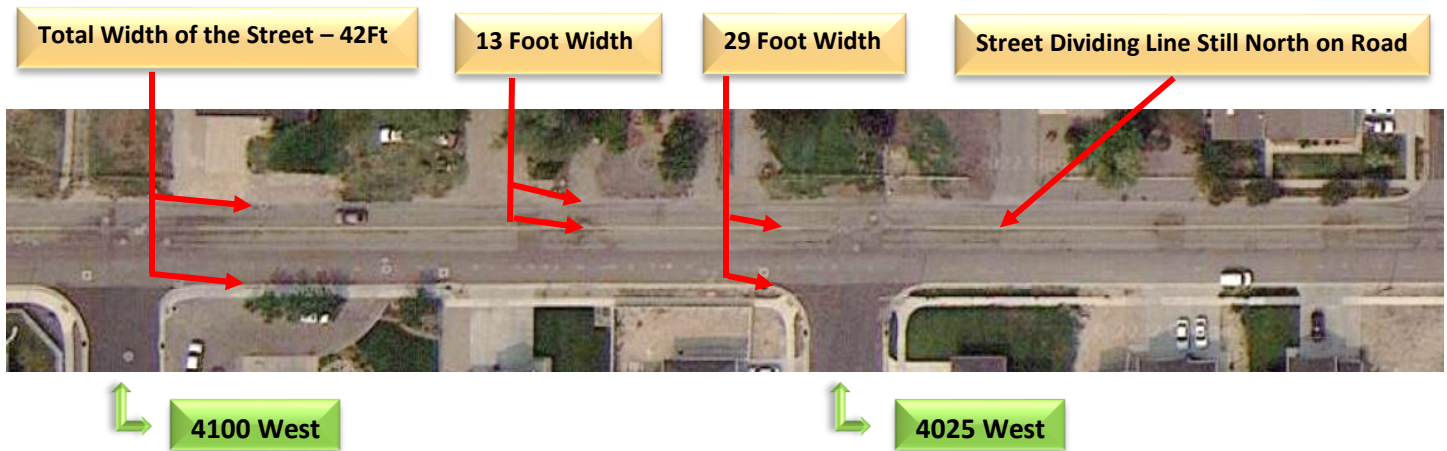 Total Width of the Street – 42Ft
13 Foot Width
29 Foot Width
Street Dividing Line Still North on Road
4100 West
4025 West